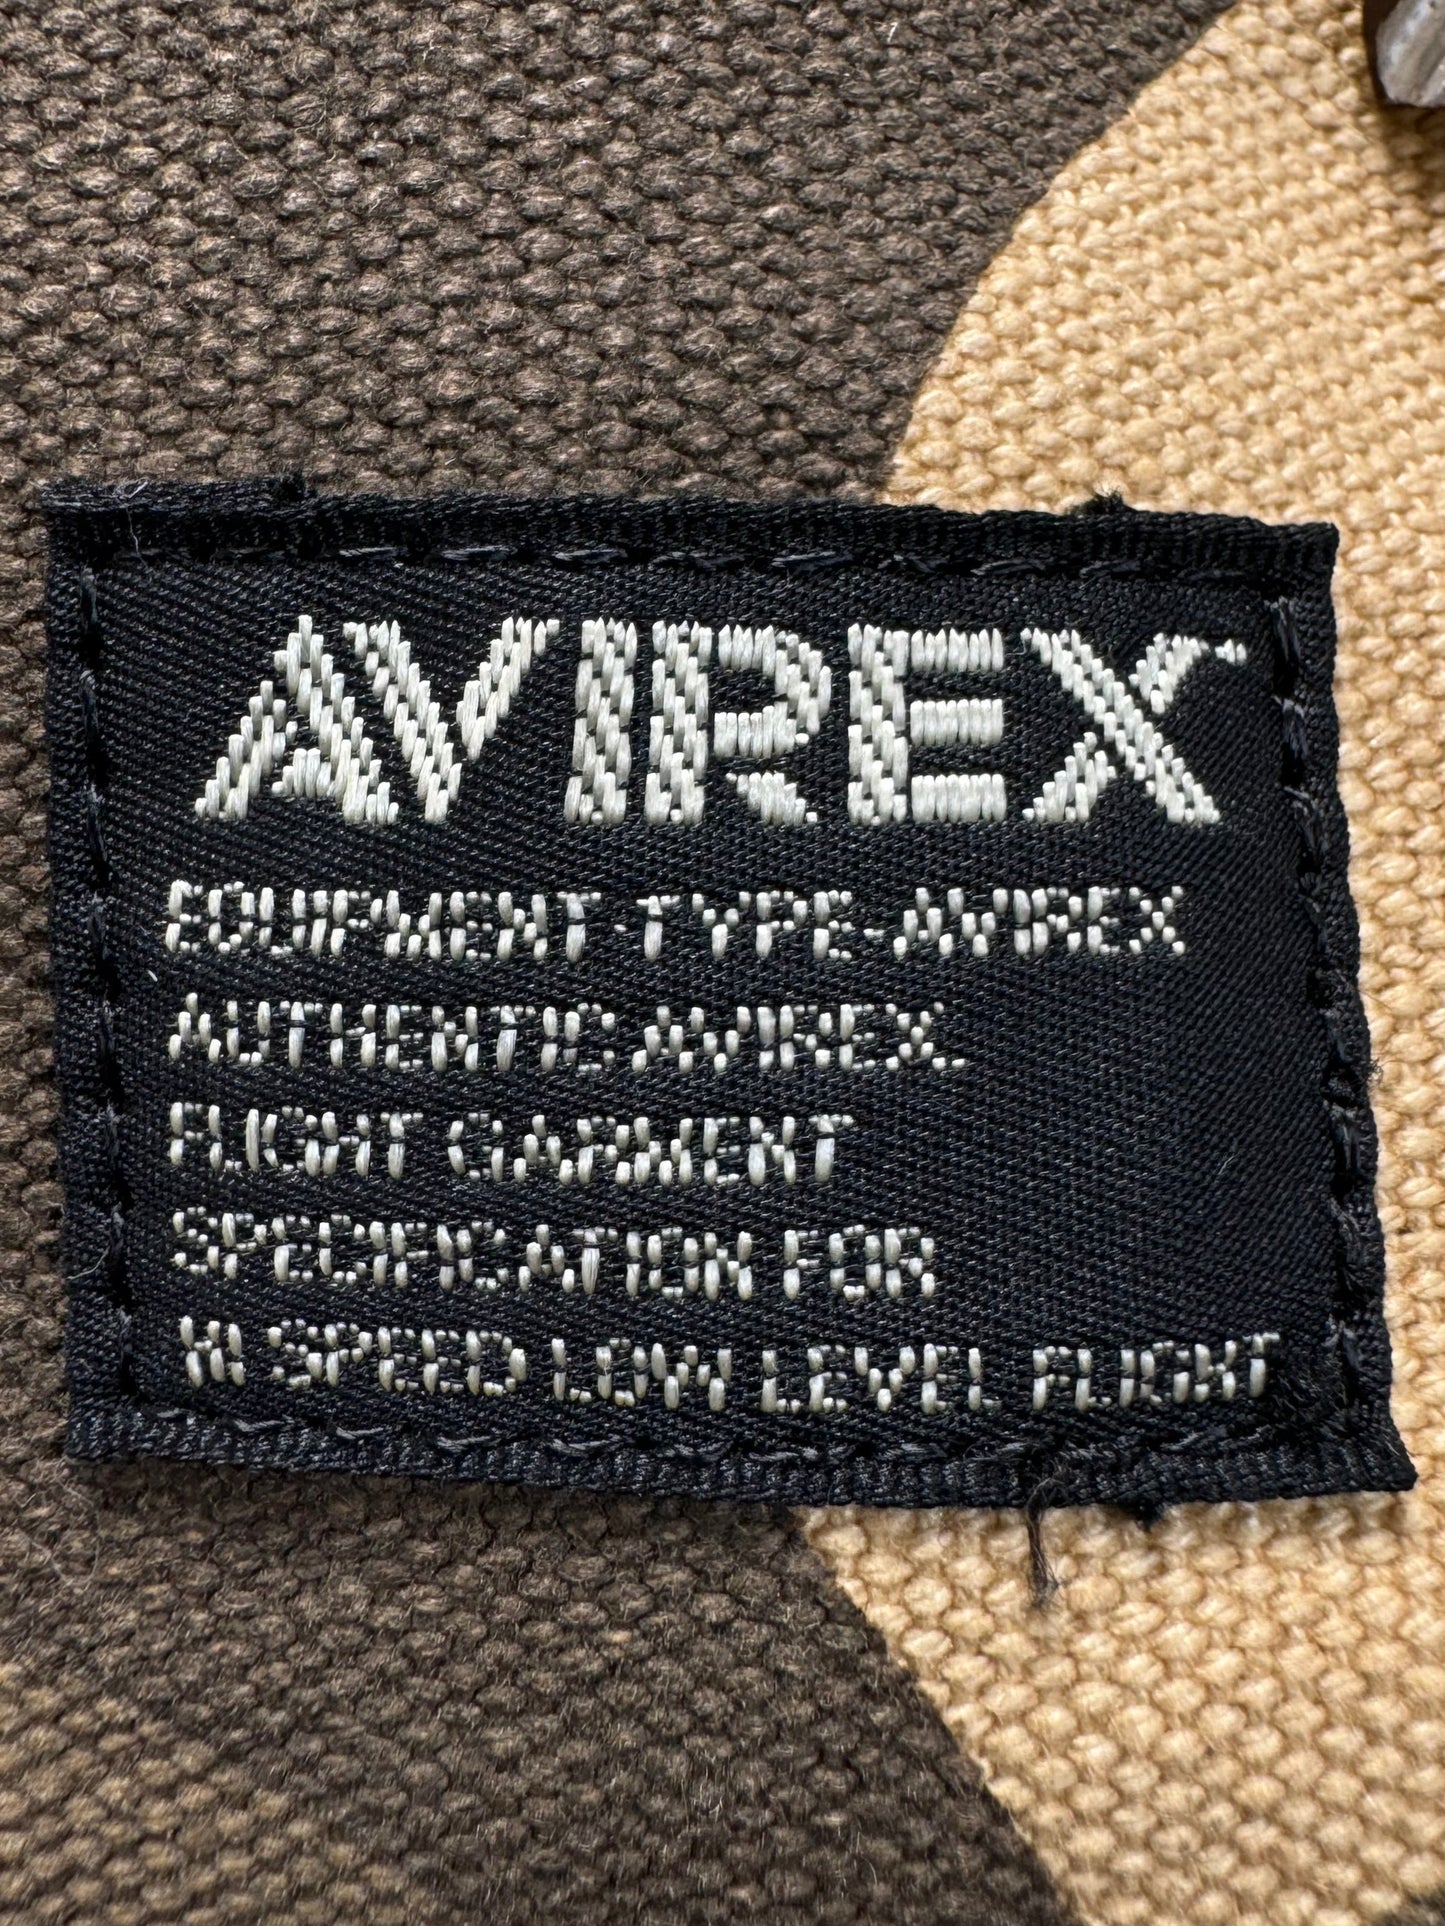 AVIREX
EQUIPMENT-TYPE-AVIREX
AUTHENTIC AVIREX.
FLIGHT GARMENT
SPECIFICATION FOR
HI SPEED LOW LEVEL FLIGHT